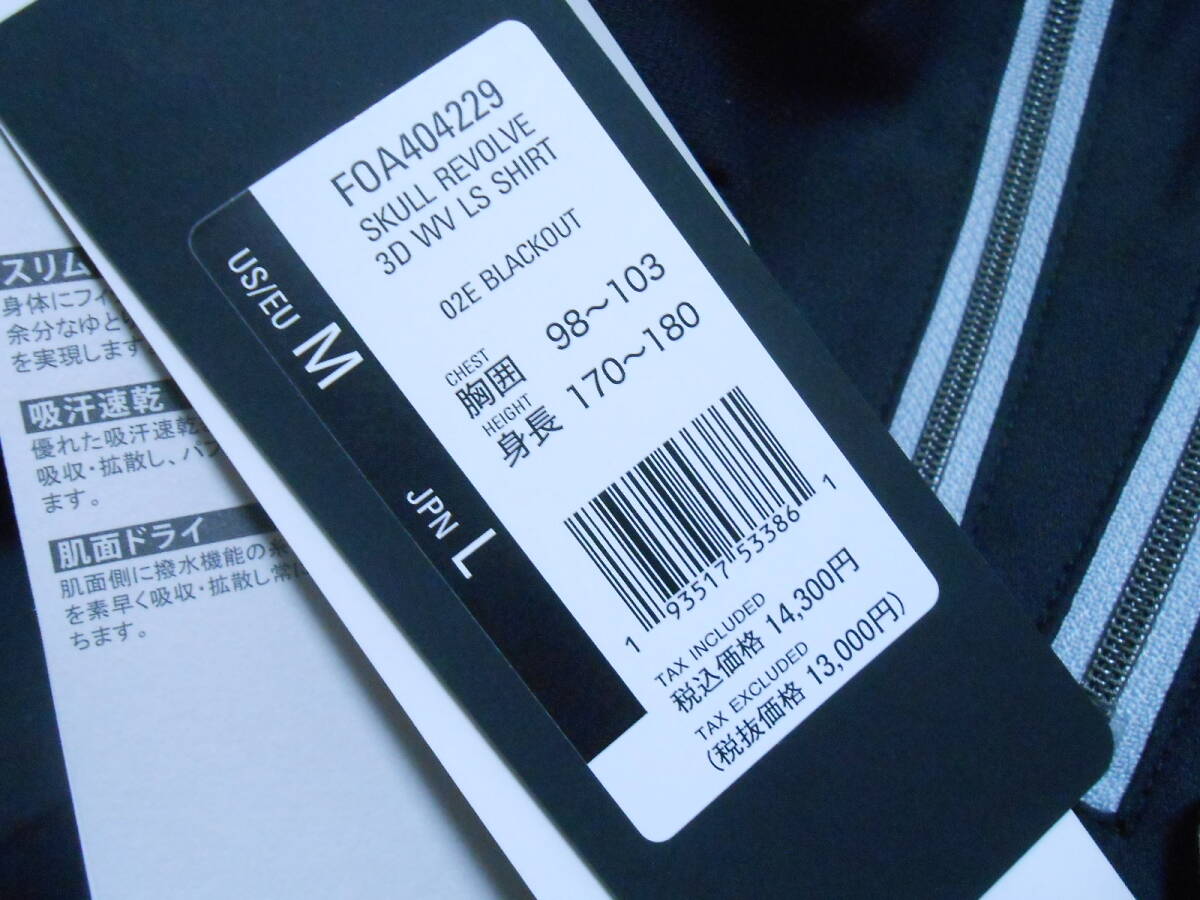 FOA404229
SKULL REVOLVE
3D WV LS SHIRT
02E BLACKOUT
CHEST
胸囲 98～103
HEIGHT
身長 170～180
US/EU M
JPN L
1 93517 53386 1
TAX INCLUDED
税込価格 14,300円
TAX EXCLUDED
(税抜価格 13,000円)
スリム
身体にフィ
余分なゆと
を実現します
吸汗速乾
優れた吸汗速乾
吸収・拡散し、パフ
ます。
肌面ドライ
肌面側に撥水機能の糸
を素早く吸収・拡散し常に
ちます。